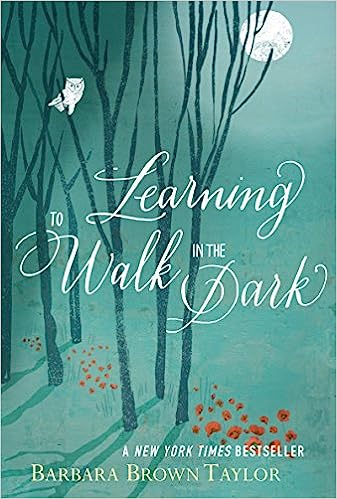 Learning
TO Walk IN THE
Dark
A NEW YORK TIMES BESTSELLER
BARBARA BROWN TAYLOR